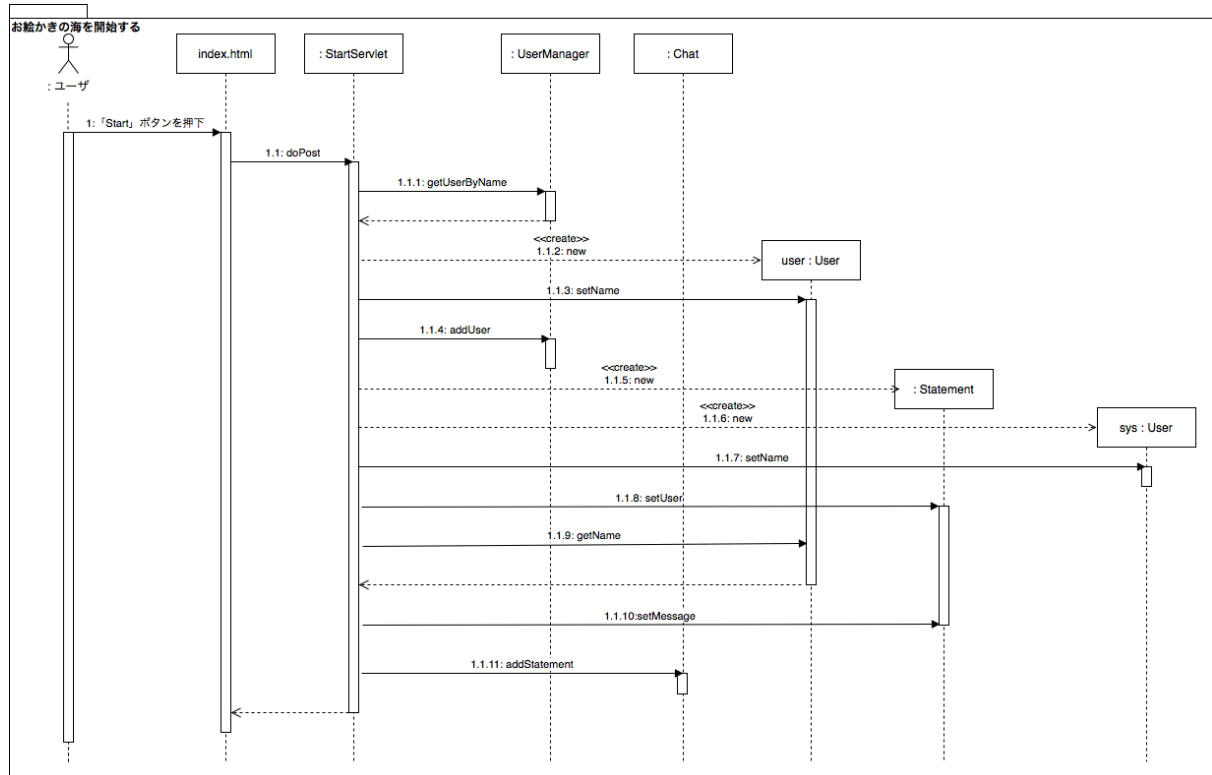 お絵かきの海を開始する
: ユーザ
index.html
: StartServlet
: UserManager
: Chat
1:「Start」ボタンを押下
1.1: doPost
1.1.1: getUserByName
<<create>>
1.1.2: new
user : User
1.1.3: setName
1.1.4: addUser
<<create>>
1.1.5: new
: Statement
<<create>>
1.1.6: new
sys : User
1.1.7: setName
1.1.8: setUser
1.1.9: getName
1.1.10:setMessage
1.1.11: addStatement